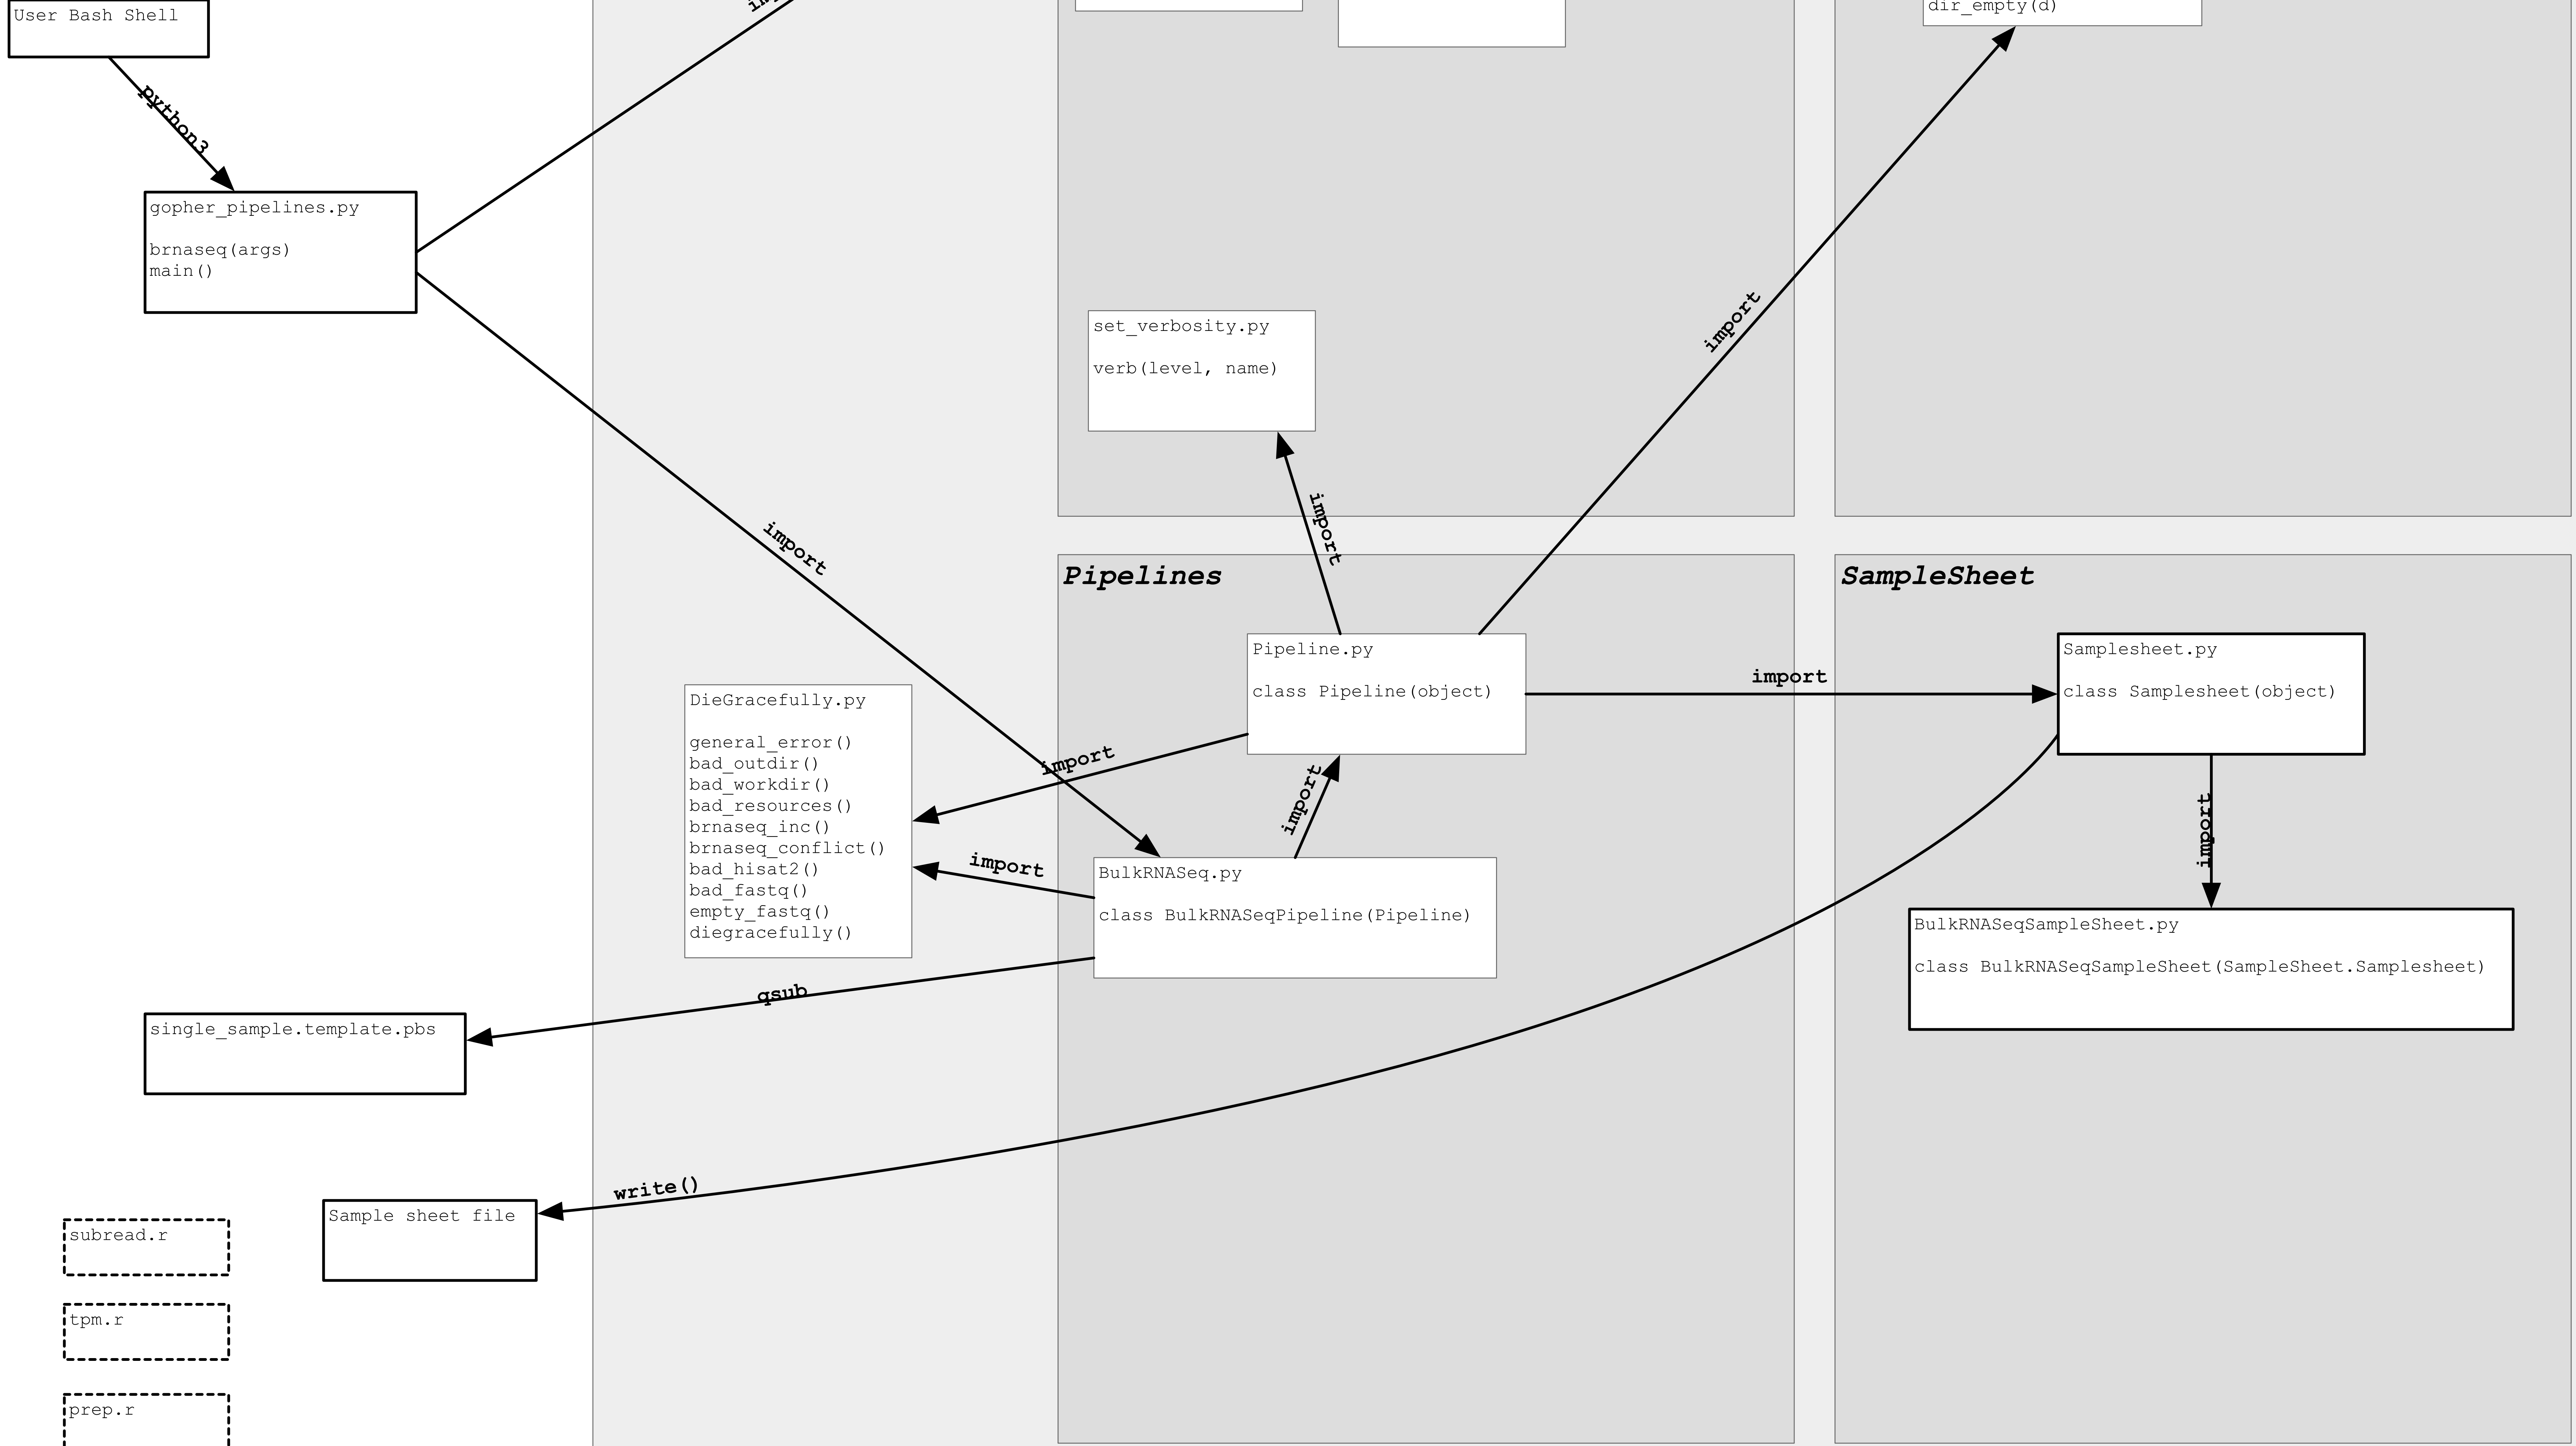 User Bash Shell
dir_empty(d)
python3
gopher_pipelines.py
brnaseq(args)
main()
set_verbosity.py
verb(level, name)
import
import
import
Pipelines
SampleSheet
Pipeline.py
class Pipeline(object)
import
Samplesheet.py
class Samplesheet(object)
DieGracefully.py
general_error()
bad_outdir()
bad_workdir()
bad_resources()
brnaseq_inc()
brnaseq_conflict()
bad_hisat2()
bad_fastq()
empty_fastq()
diegracefully()
import
import
import
import
BulkRNASeq.py
class BulkRNASeqPipeline(Pipeline)
BulkRNASeqSampleSheet.py
class BulkRNASeqSampleSheet(SampleSheet.Samplesheet)
qsub
single_sample.template.pbs
write()
Sample sheet file
subread.r
tpm.r
prep.r